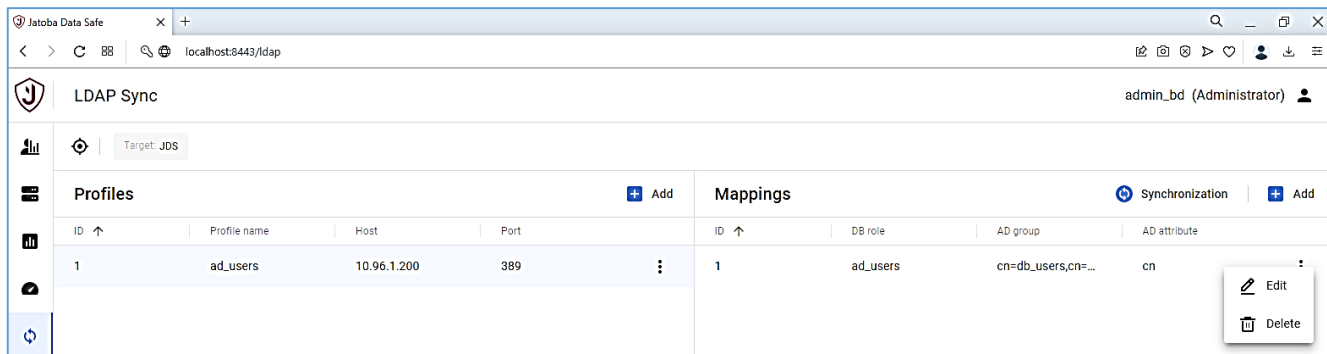 Jatoba Data Safe
localhost:8443/ldap
LDAP Sync
admin_bd (Administrator)
Target: JDS
Profiles
Add
Mappings
Synchronization
Add
ID Profile name Host Port
ID DB role AD group AD attribute
1 ad_users 10.96.1.200 389
1 ad_users cn=db_users,cn=... cn
Edit
Delete